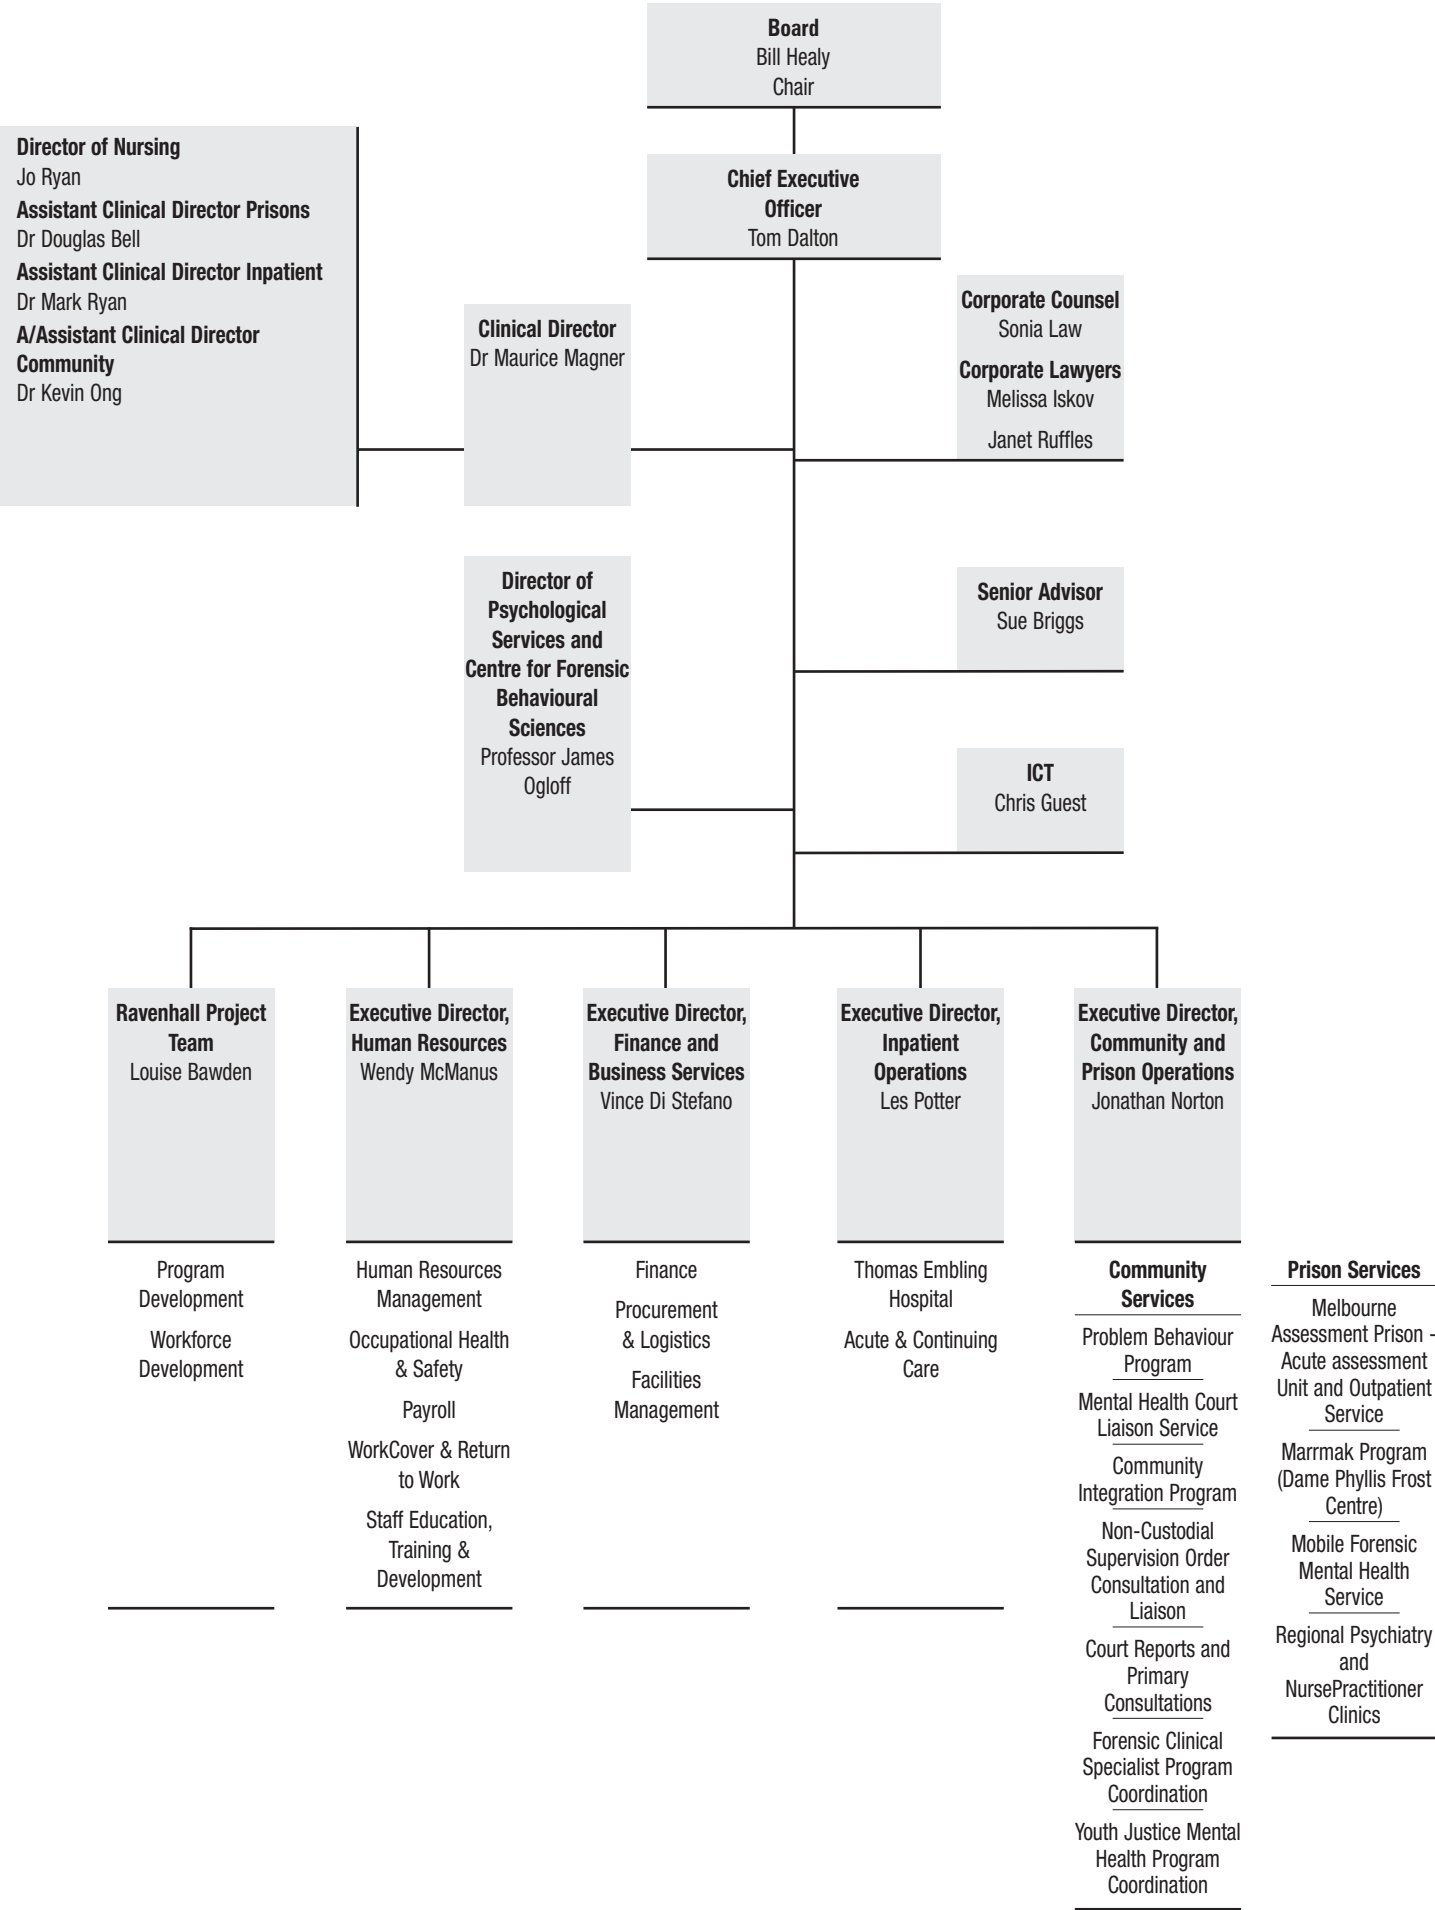 Board
Bill Healy
Chair
Chief Executive
Officer
Tom Dalton
Director of Nursing
Jo Ryan
Assistant Clinical Director Prisons
Dr Douglas Bell
Assistant Clinical Director Inpatient
Dr Mark Ryan
A/Assistant Clinical Director
Community
Dr Kevin Ong
Clinical Director
Dr Maurice Magner
Corporate Counsel
Sonia Law
Corporate Lawyers
Melissa Iskov
Janet Ruffles
Director of
Psychological
Services and
Centre for Forensic
Behavioural
Sciences
Professor James
Ogloff
Senior Advisor
Sue Briggs
ICT
Chris Guest
Ravenhall Project
Team
Louise Bawden
Program
Development
Workforce
Development
Executive Director,
Human Resources
Wendy McManus
Human Resources
Management
Occupational Health
& Safety
Payroll
WorkCover & Return
to Work
Staff Education,
Training &
Development
Executive Director,
Finance and
Business Services
Vince Di Stefano
Finance
Procurement
& Logistics
Facilities
Management
Executive Director,
Inpatient
Operations
Les Potter
Thomas Embling
Hospital
Acute & Continuing
Care
Executive Director,
Community and
Prison Operations
Jonathan Norton
Community
Services
Problem Behaviour
Program
Mental Health Court
Liaison Service
Community
Integration Program
Non-Custodial
Supervision Order
Consultation and
Liaison
Court Reports and
Primary
Consultations
Forensic Clinical
Specialist Program
Coordination
Youth Justice Mental
Health Program
Coordination
Prison Services
Melbourne
Assessment Prison -
Acute assessment
Unit and Outpatient
Service
Marrmak Program
(Dame Phyllis Frost
Centre)
Mobile Forensic
Mental Health
Service
Regional Psychiatry
and
NursePractitioner
Clinics